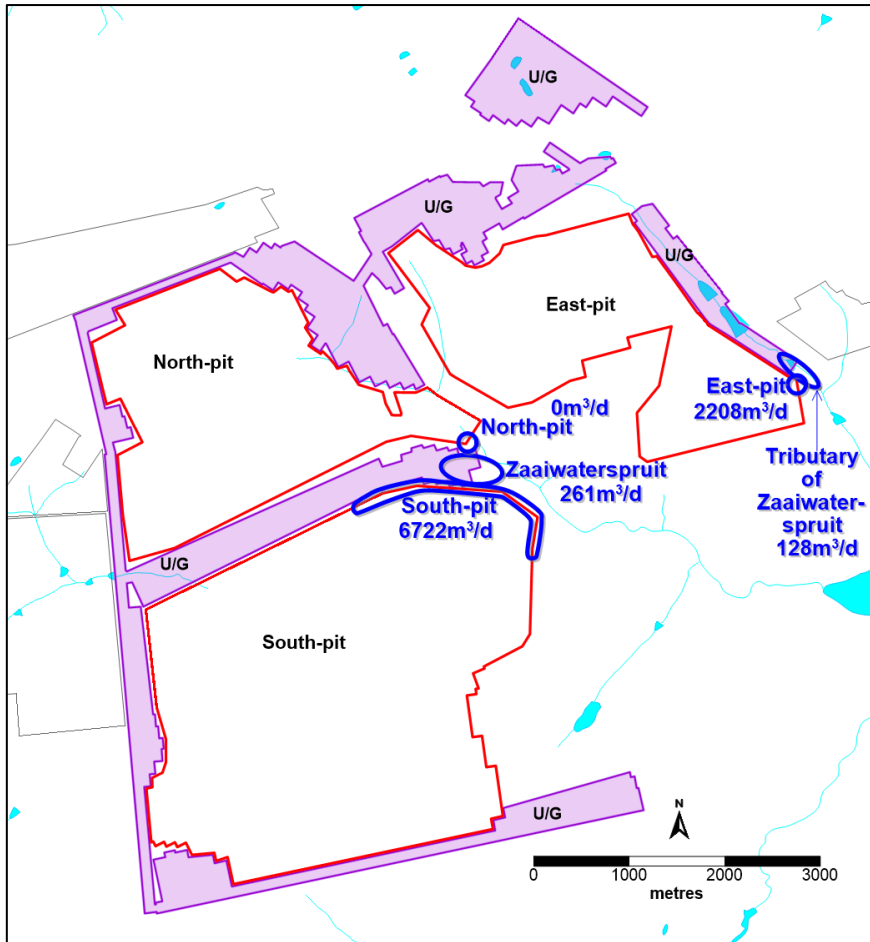 U/G
U/G
U/G
East-pit
North-pit
East-pit
2208m³/d
0m³/d
North-pit
Zaaiwaterspruit
261m³/d
South-pit
6722m³/d
Tributary
of
Zaaiwater-
spruit
128m³/d
U/G
South-pit
U/G
N
0 1000 2000 3000
metres